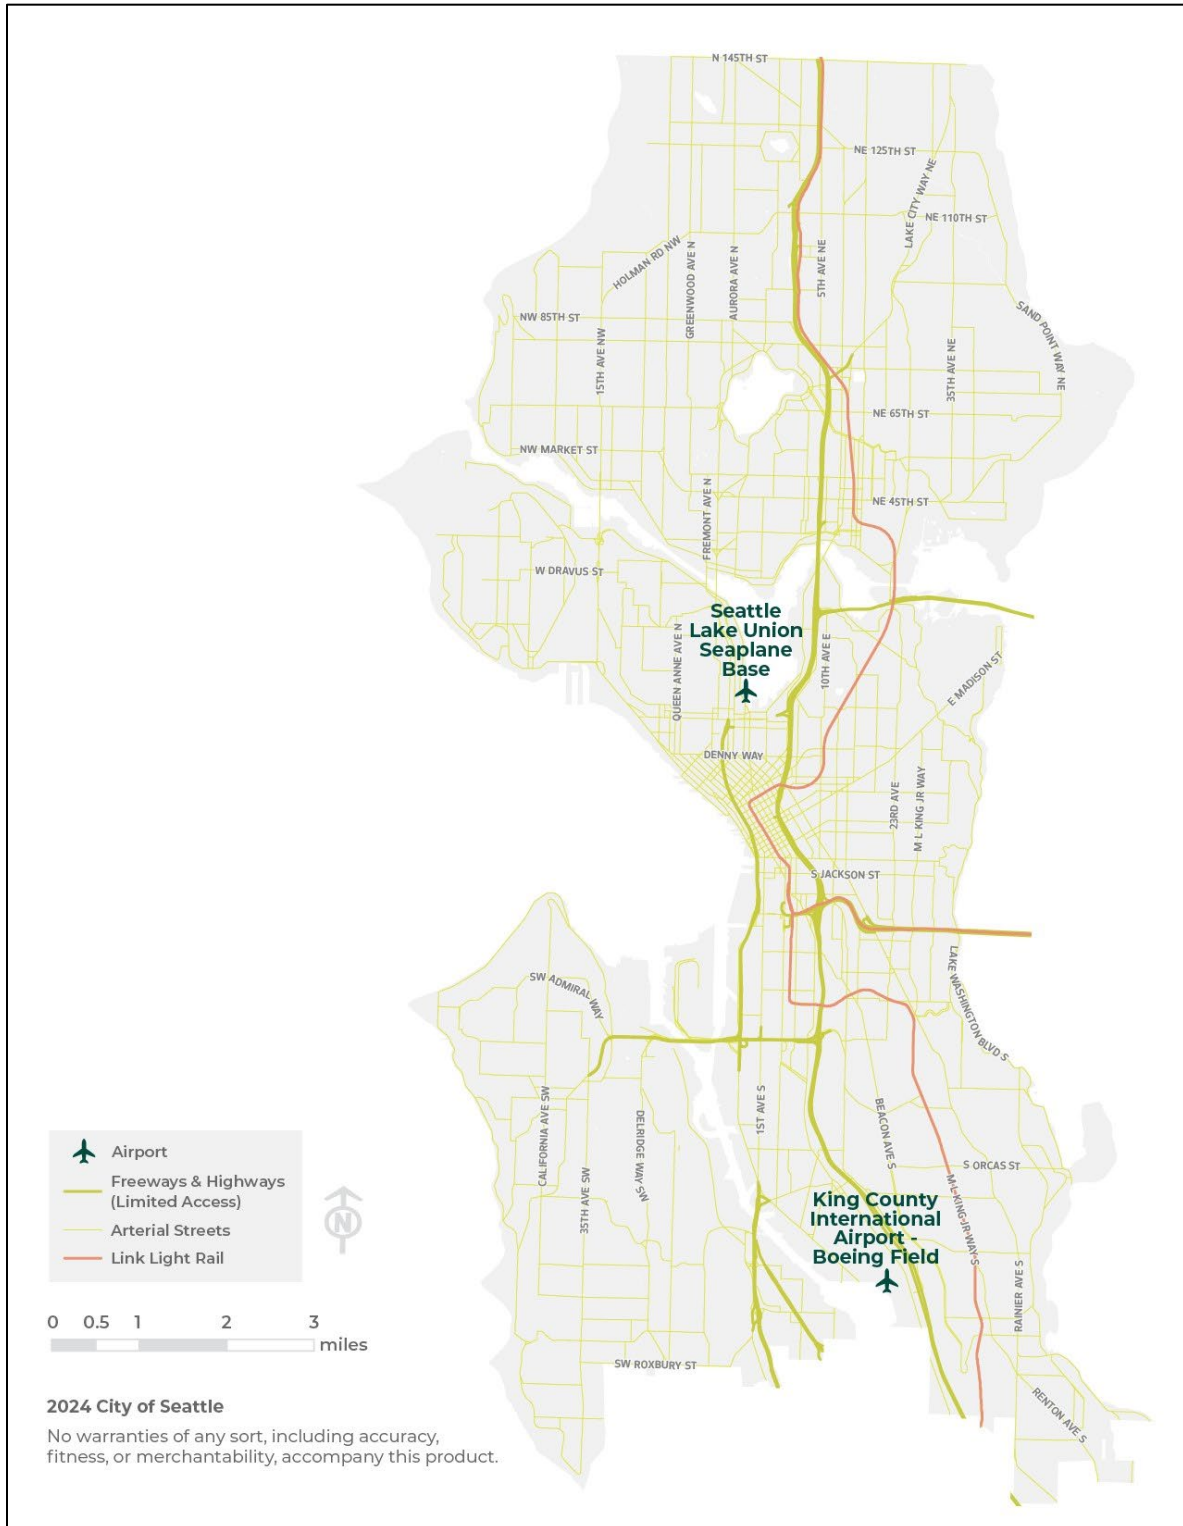 N 145TH ST
NE 125TH ST
LAKE CITY WAY NE
NE 110TH ST
HOLMAN RD NW
GREENWOOD AVE N
AURORA AVE N
5TH AVE NE
SAND POINT WAY NE
NW 85TH ST
15TH AVE NW
35TH AVE NE
NE 65TH ST
NW MARKET ST
FREMONT AVE N
NE 45TH ST
W DRAVUS ST
Seattle
Lake Union
Seaplane
Base
QUEEN ANNE AVE N
10TH AVE E
E MADISON ST
DENNY WAY
23RD AVE
M L KING JR WAY
S JACKSON ST
SW ADMIRAL WAY
LAKE WASHINGTON BLVD S
CALIFORNIA AVE SW
35TH AVE SW
DELRIDGE WAY SW
1ST AVE S
BEACON AVE S
S ORCAS ST
M L KING JR WAY S
King County
International
Airport -
Boeing Field
RAINIER AVE S
SW ROXBURY ST
RENTON AVE S
Airport
Freeways & Highways
(Limited Access)
Arterial Streets
Link Light Rail
N
0 0.5 1 2 3
miles
2024 City of Seattle
No warranties of any sort, including accuracy,
fitness, or merchantability, accompany this product.